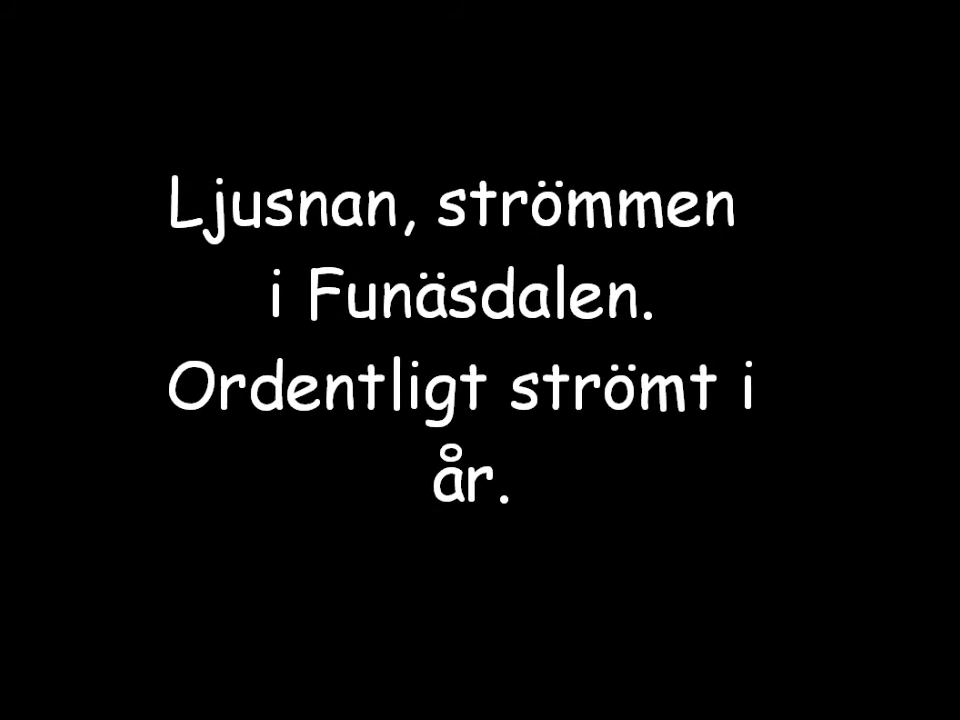 Ljusnan, strömmen
i Funäsdalen.
Ordentligt strömt i
år.